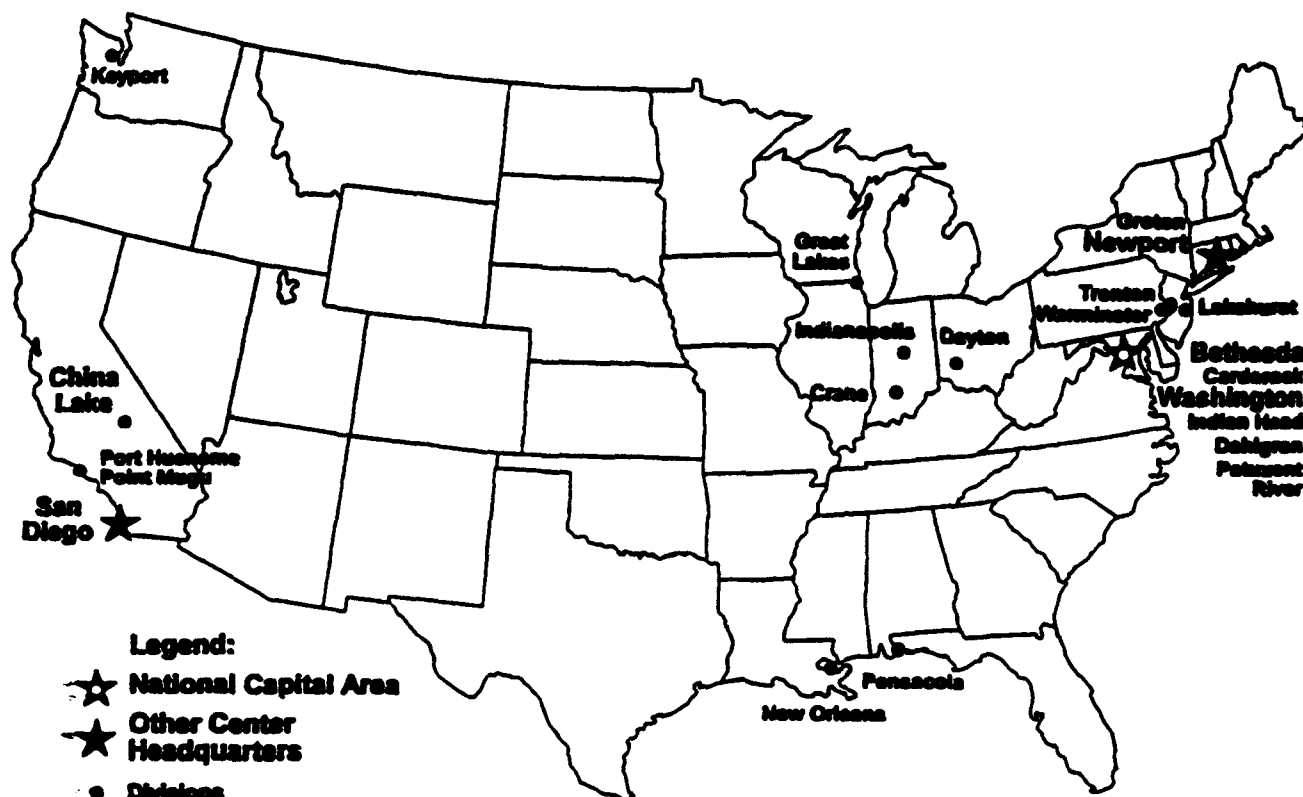 Keyport
Groton
Newport
Great
Lakes
Trenton
Warminster
Lakehurst
Indianapolis
Dayton
Bethesda
Carderock
China
Lake
Crane
Washington
Indian Head
Dahlgren
Port Hueneme
Point Mugu
Patuxent
River
San
Diego
Legend:
National Capital Area
Pensacola
New Orleans
Other Center
Headquarters
Divisions